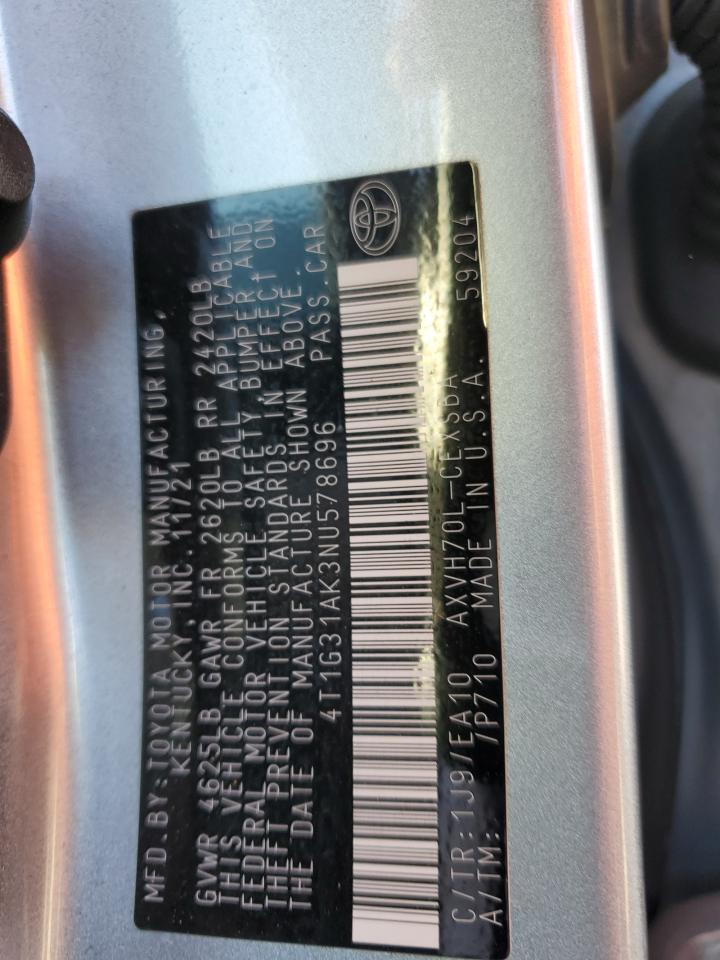 MFD.BY:TOYOTA MOTOR MANUFACTURING,
KENTUCKY,INC.11/21
GVWR 4625LB GAWR FR 2620LB RR 2420LB
THIS VEHICLE CONFORMS TO ALL APPLICABLE
FEDERAL MOTOR VEHICLE SAFETY, BUMPER AND
THEFT PREVENTION STANDARDS IN EFFECT ON
THE DATE OF MANUFACTURE SHOWN ABOVE.
4T1G31AK3NU578696 PASS CAR
C/TR:1J9/EA10 AXVH70L-CEXSBA
A/TM: /P710 MADE IN U.S.A. 59204